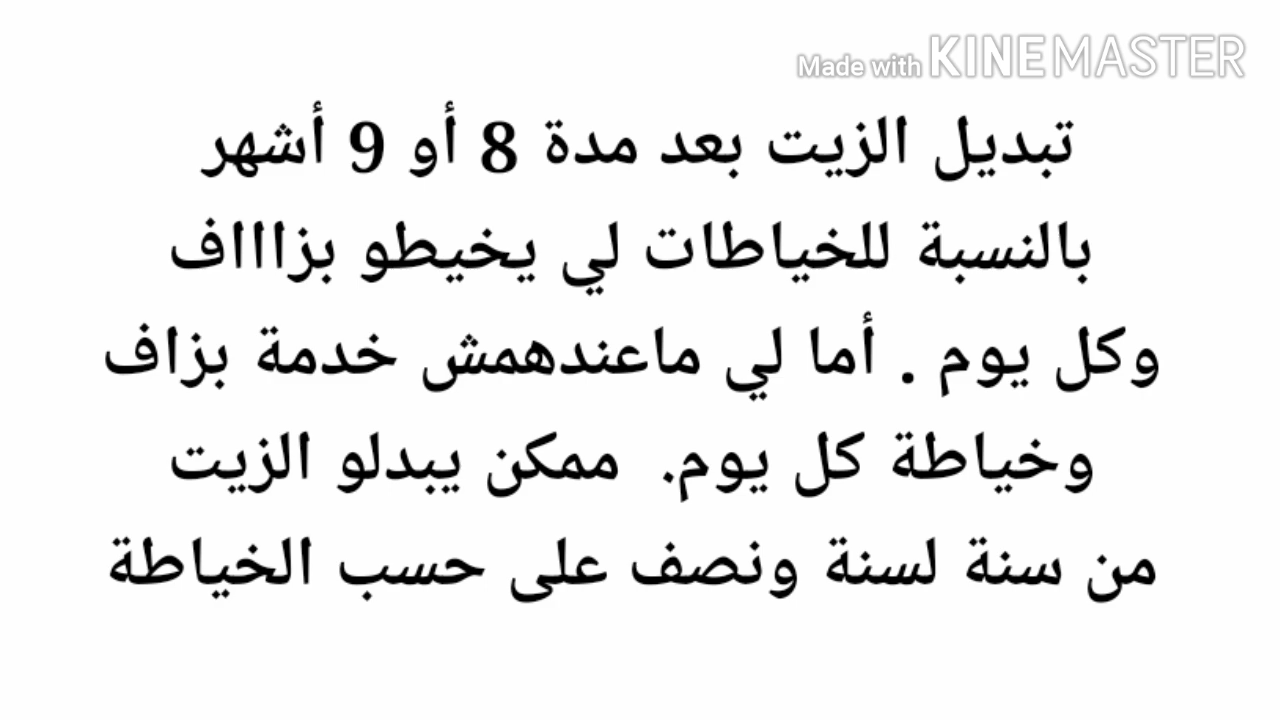 Made with KINEMASTER
تبديل الزيت بعد مدة 8 أو 9 أشهر
بالنسبة للخياطات لي يخيطو بزاااف
وكل يوم . أما لي ماعندهمش خدمة بزاف
وخياطة كل يوم. ممكن يبدلو الزيت
من سنة لسنة ونصف على حسب الخياطة